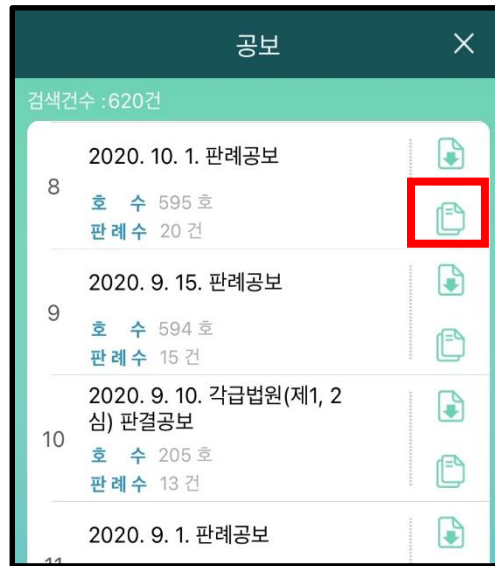 공보
검색건수 :620건
8
2020. 10. 1. 판례공보
호 수 595 호
판례수 20 건
9
2020. 9. 15. 판례공보
호 수 594 호
판례수 15 건
10
2020. 9. 10. 각급법원(제1, 2
심) 판결공보
호 수 205 호
판례수 13 건
2020. 9. 1. 판례공보
11